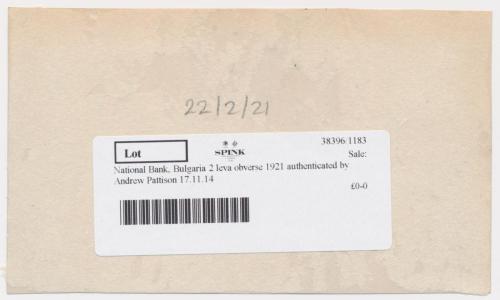 22/2/21
Lot
SPINK
38396/1183
Sale:
National Bank, Bulgaria 2 leva obverse 1921 authenticated by
Andrew Pattison 17.11.14
£0-0